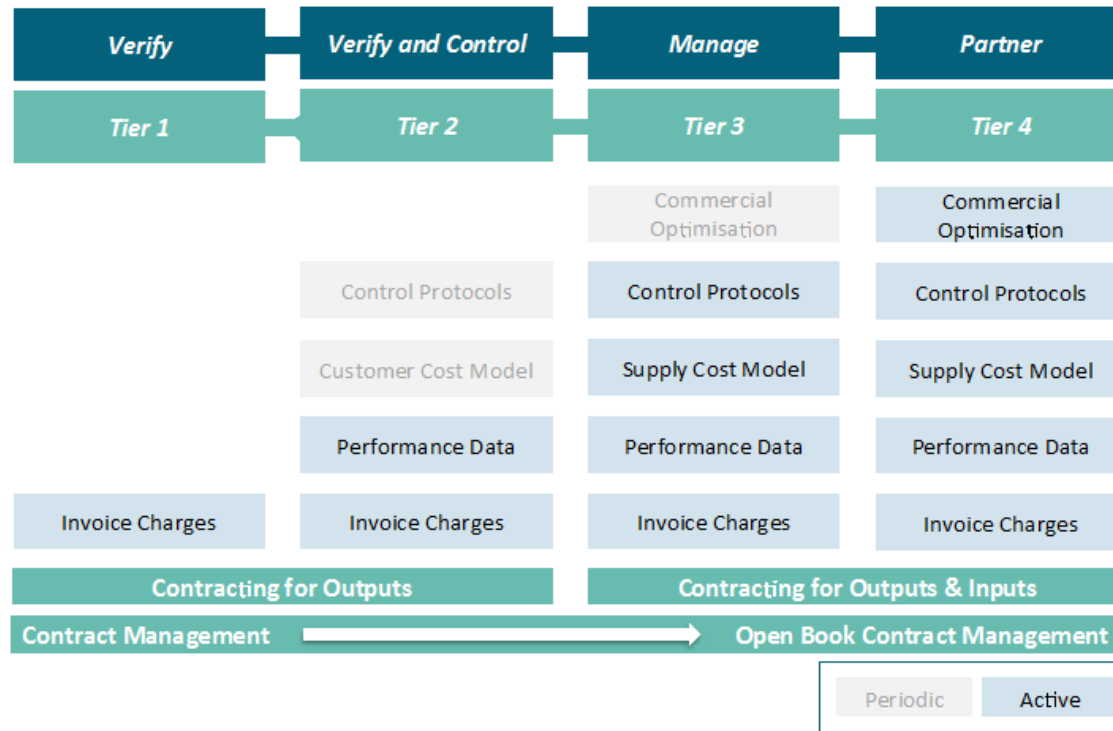 Verify
Verify and Control
Manage
Partner
Tier 1
Tier 2
Tier 3
Tier 4
Commercial
Optimisation
Commercial
Optimisation
Control Protocols
Control Protocols
Control Protocols
Customer Cost Model
Supply Cost Model
Supply Cost Model
Performance Data
Performance Data
Performance Data
Invoice Charges
Invoice Charges
Invoice Charges
Invoice Charges
Contracting for Outputs
Contracting for Outputs & Inputs
Contract Management
Open Book Contract Management
Periodic
Active